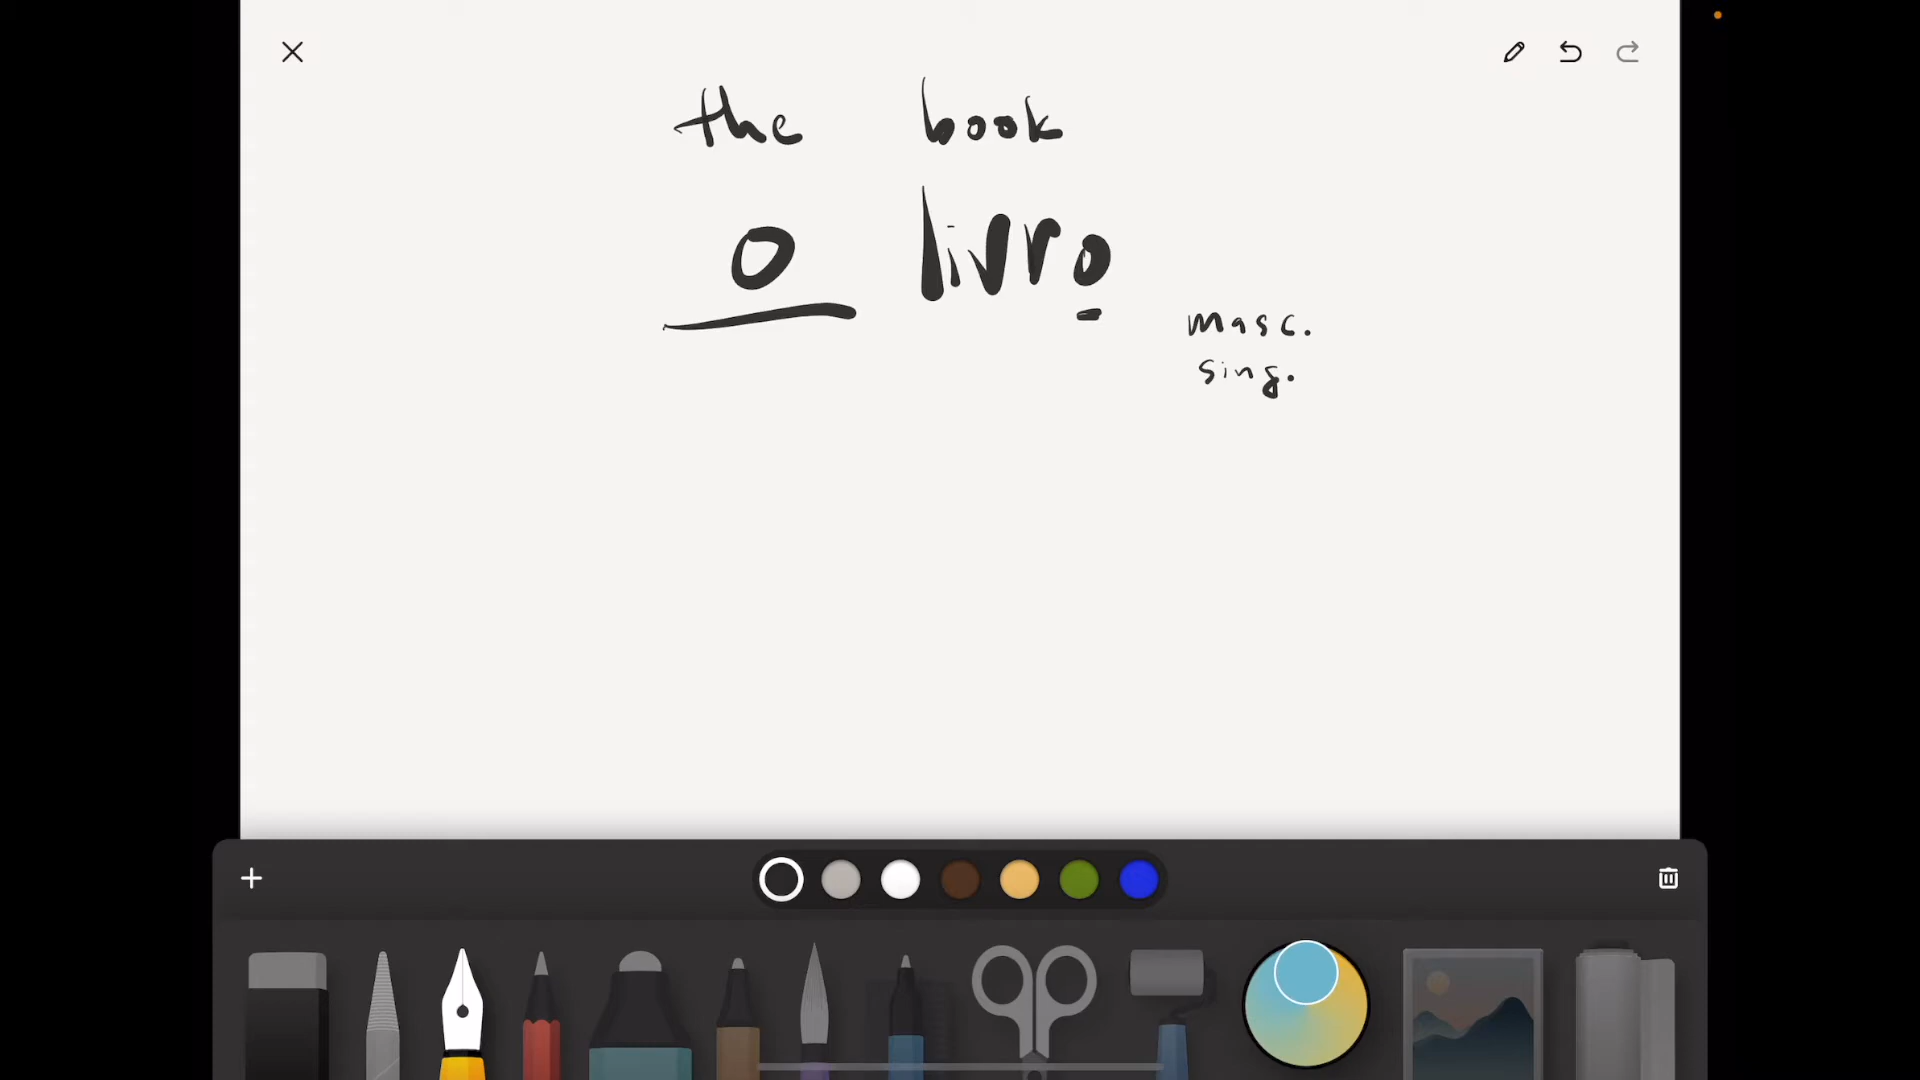 the book
o livro
masc.
sing.